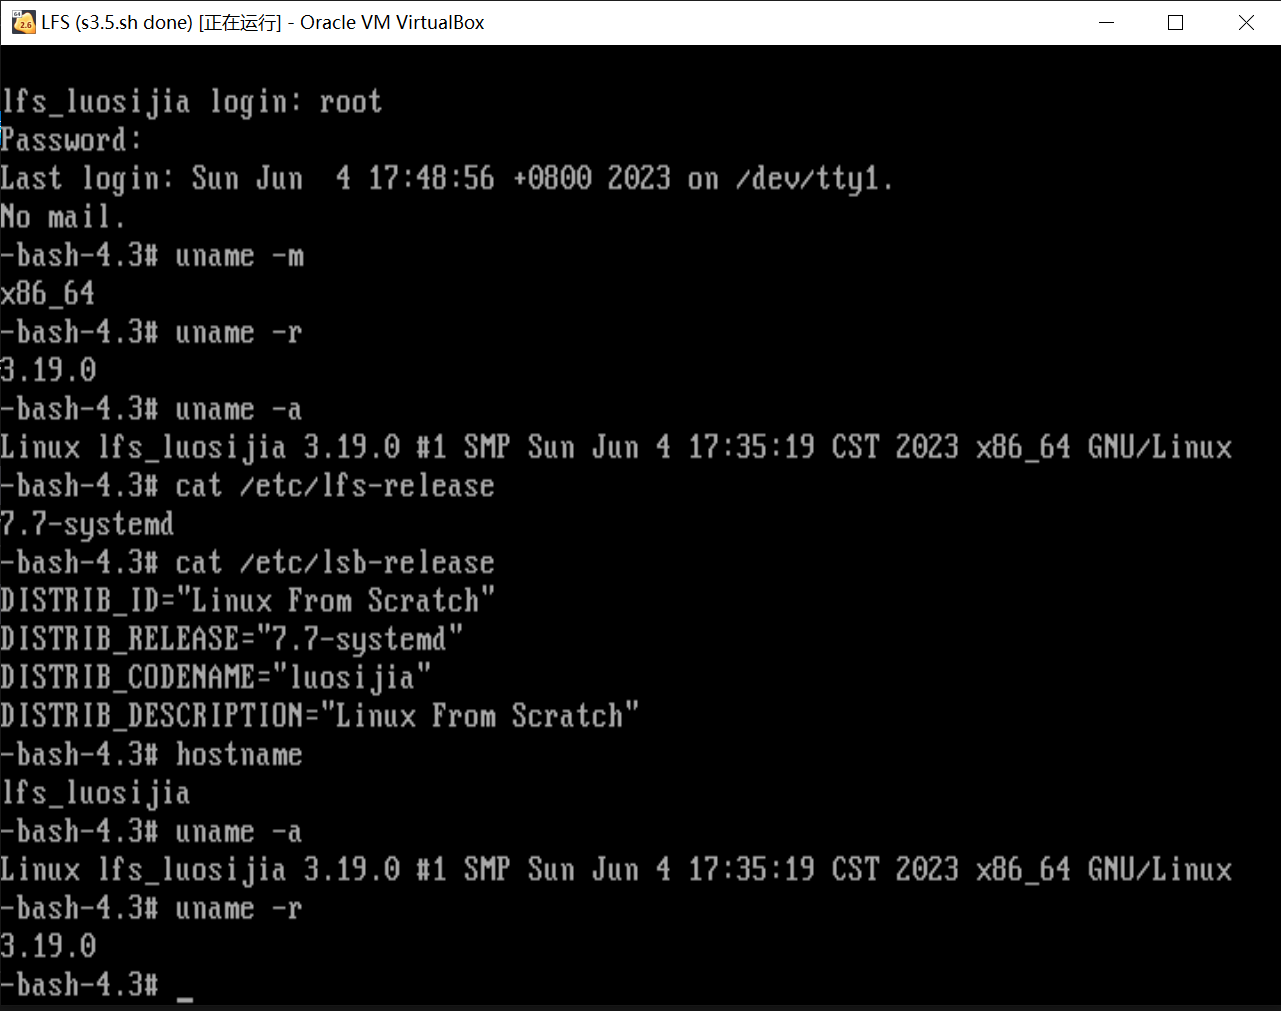 LFS (s3.5.sh done) [正在运行] - Oracle VM VirtualBox
lfs_luosijia login: root
Password:
Last login: Sun Jun  4 17:48:56 +0800 2023 on /dev/tty1.
No mail.
-bash-4.3# uname -m
x86_64
-bash-4.3# uname -r
3.19.0
-bash-4.3# uname -a
Linux lfs_luosijia 3.19.0 #1 SMP Sun Jun 4 17:35:19 CST 2023 x86_64 GNU/Linux
-bash-4.3# cat /etc/lfs-release
7.7-systemd
-bash-4.3# cat /etc/lsb-release
DISTRIB_ID="Linux From Scratch"
DISTRIB_RELEASE="7.7-systemd"
DISTRIB_CODENAME="luosijia"
DISTRIB_DESCRIPTION="Linux From Scratch"
-bash-4.3# hostname
lfs_luosijia
-bash-4.3# uname -a
Linux lfs_luosijia 3.19.0 #1 SMP Sun Jun 4 17:35:19 CST 2023 x86_64 GNU/Linux
-bash-4.3# uname -r
3.19.0
-bash-4.3# _